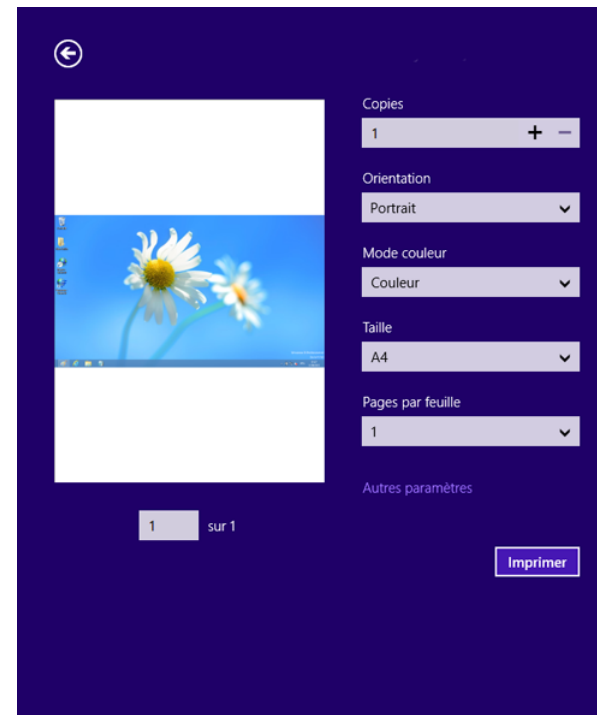 Copies
1
Orientation
Portrait
Mode couleur
Couleur
Taille
A4
Pages par feuille
1
Autres paramètres
1 sur 1
Imprimer